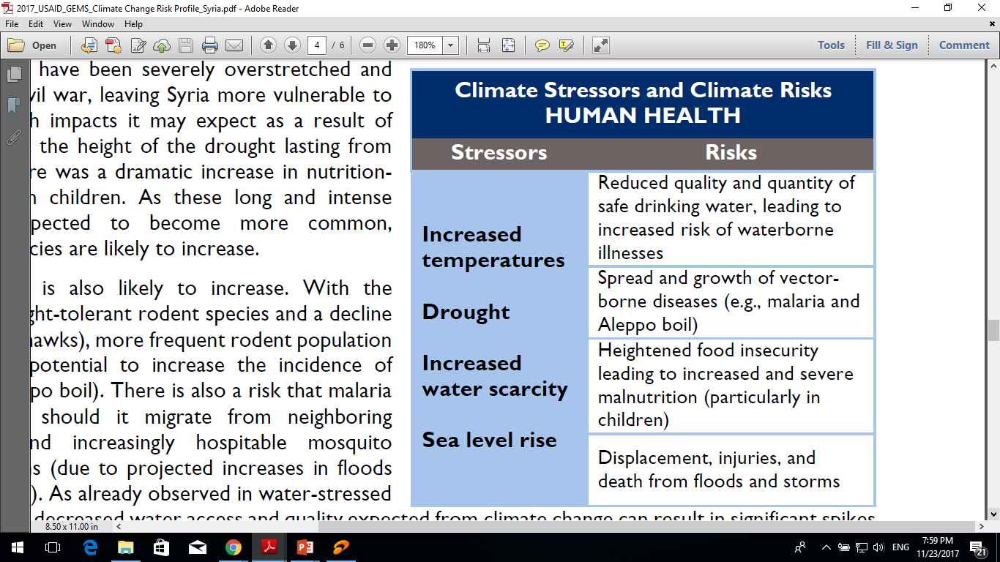 2017_USAID_GEMS_Climate Change Risk Profile_Syria.pdf - Adobe Reader
File Edit View Window Help
Open 4 / 6 180% Tools Fill & Sign Comment
have been severely overstretched and
vil war, leaving Syria more vulnerable to
h impacts it may expect as a result of
the height of the drought lasting from
re was a dramatic increase in nutrition-
n children. As these long and intense
pected to become more common,
cies are likely to increase.
is also likely to increase. With the
ght-tolerant rodent species and a decline
hawks), more frequent rodent population
potential to increase the incidence of
po boil). There is also a risk that malaria
should it migrate from neighboring
nd increasingly hospitable mosquito
s (due to projected increases in floods
). As already observed in water-stressed
decreased water access and quality expected from climate change can result in significant spikes
Climate Stressors and Climate Risks
HUMAN HEALTH
Stressors Risks
Increased
temperatures
Drought
Increased
water scarcity
Sea level rise
Reduced quality and quantity of
safe drinking water, leading to
increased risk of waterborne
illnesses
Spread and growth of vector-
borne diseases (e.g., malaria and
Aleppo boil)
Heightened food insecurity
leading to increased and severe
malnutrition (particularly in
children)
Displacement, injuries, and
death from floods and storms
8.50 x 11.00 in
ENG
7:59 PM
11/23/2017
21